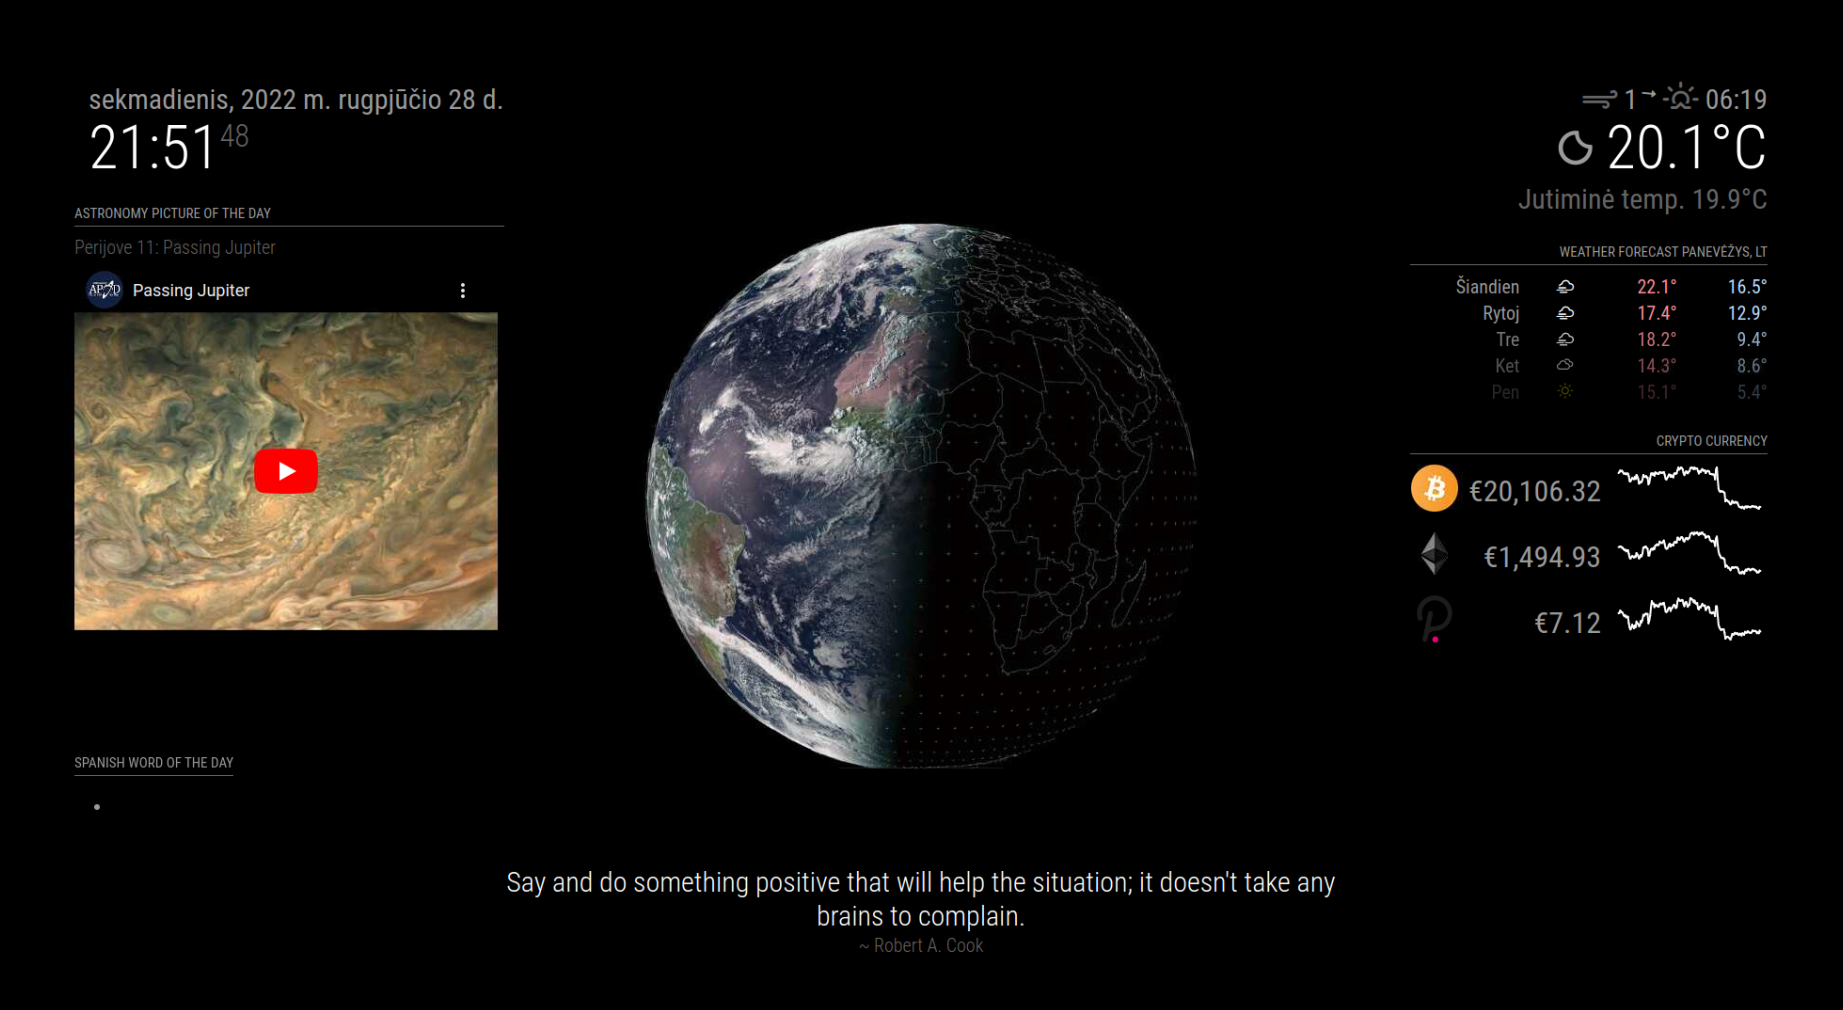 sekmadienis, 2022 m. rugpjūčio 28 d.
21:51 48
ASTRONOMY PICTURE OF THE DAY
Perijove 11: Passing Jupiter
APOD Passing Jupiter
SPANISH WORD OF THE DAY
Say and do something positive that will help the situation; it doesn't take any
brains to complain.
~ Robert A. Cook
1 06:19
20.1°C
Jutiminė temp. 19.9°C
WEATHER FORECAST PANEVĖŽYS, LT
Šiandien 22.1° 16.5°
Rytoj 17.4° 12.9°
Tre 18.2° 9.4°
Ket 14.3° 8.6°
Pen 15.1° 5.4°
CRYPTO CURRENCY
€20,106.32
€1,494.93
€7.12